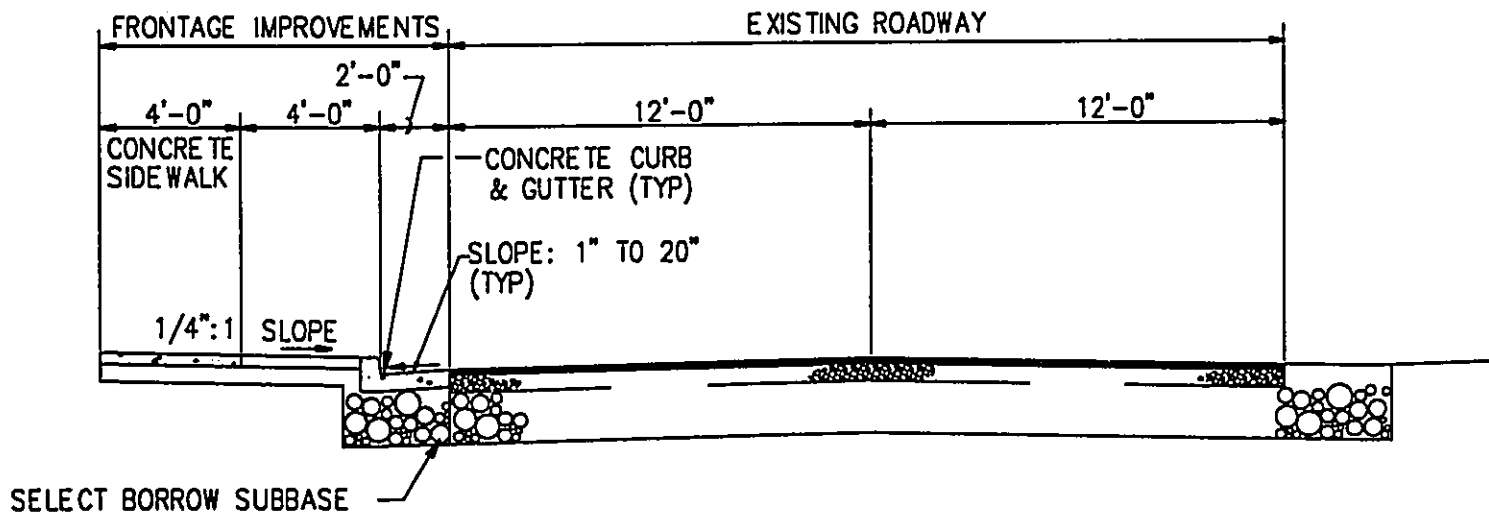 FRONTAGE IMPROVEMENTS
EXISTING ROADWAY
2'-0"
4'-0"
4'-0"
12'-0"
12'-0"
CONCRETE
SIDEWALK
CONCRETE CURB
& GUTTER (TYP)
SLOPE: 1" TO 20"
(TYP)
1/4":1 SLOPE
SELECT BORROW SUBBASE